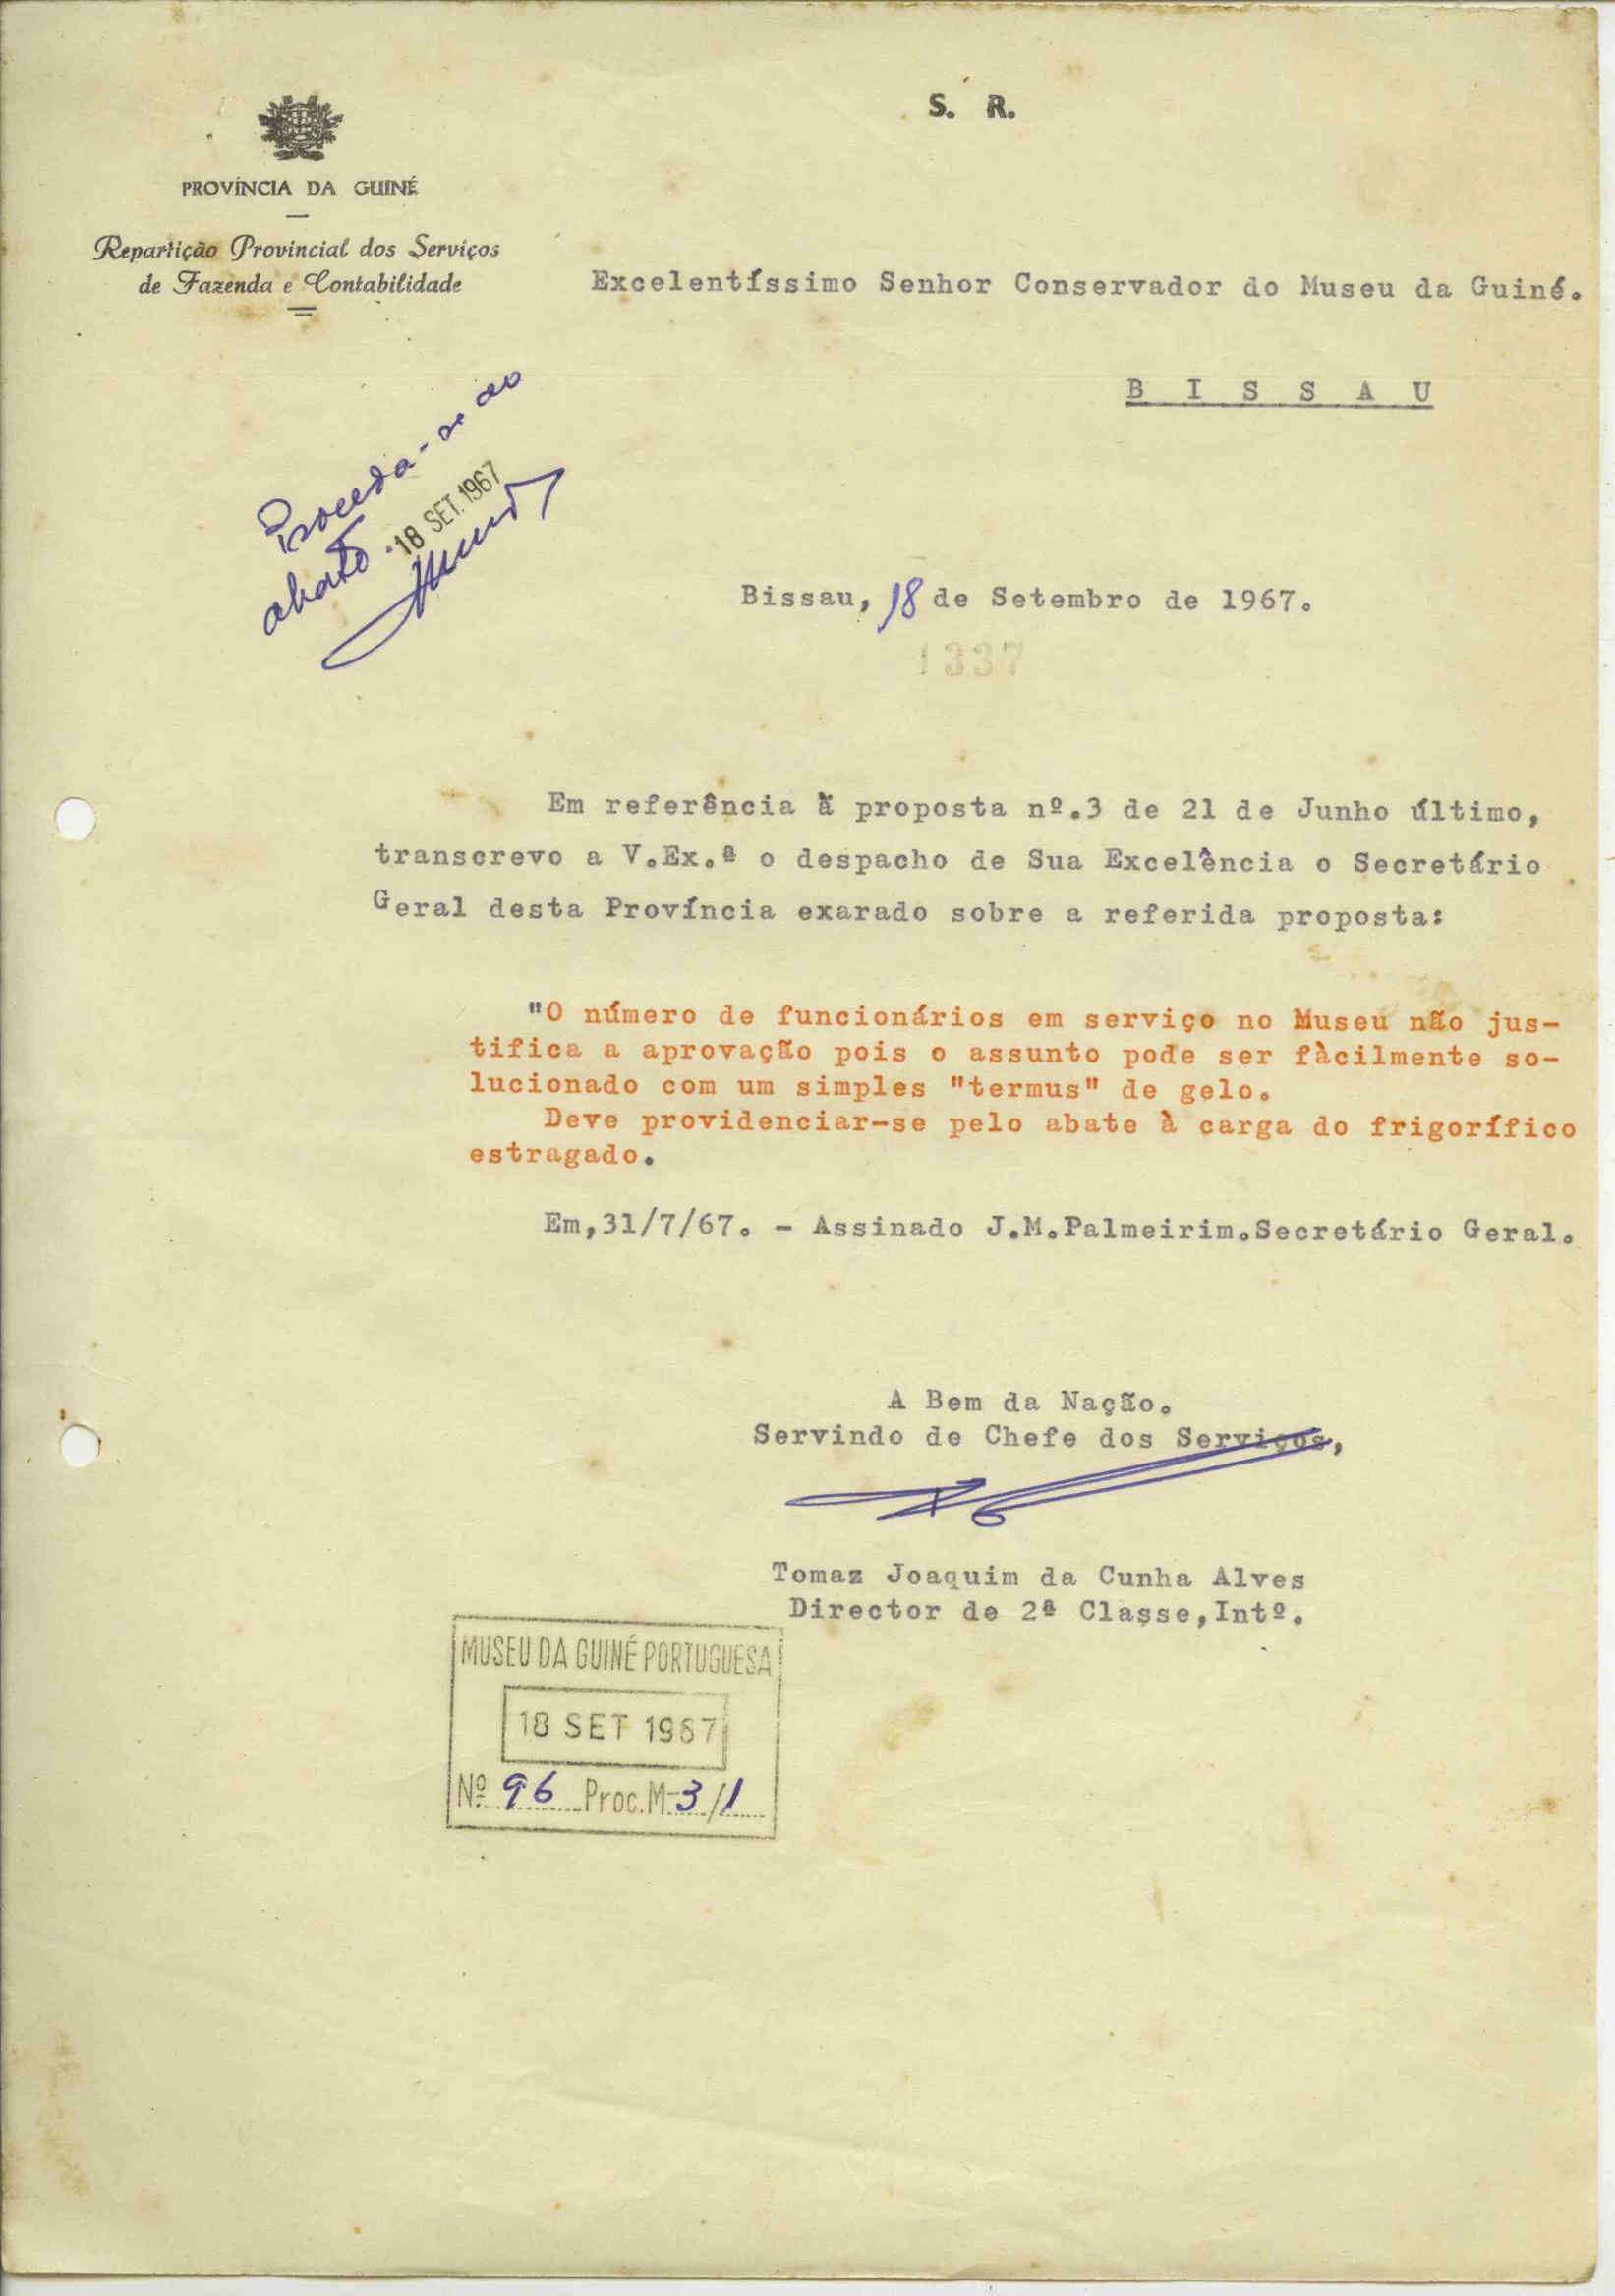 S. R.
PROVÍNCIA DA GUINÉ
Repartição Provincial dos Serviços
de Fazenda e Contabilidade
Excelentíssimo Senhor Conservador do Museu da Guiné.
B I S S A U
Proceda-se ao
abate.
18 SET. 1967
Bissau, 18 de Setembro de 1967.
1337
Em referência à proposta nº.3 de 21 de Junho último,
transcrevo a V.Ex.ª o despacho de Sua Excelência o Secretário
Geral desta Província exarado sobre a referida proposta:
"O número de funcionários em serviço no Museu não jus-
tifica a aprovação pois o assunto pode ser fàcilmente so-
lucionado com um simples "termus" de gelo.
Deve providenciar-se pelo abate à carga do frigorífico
estragado.
Em,31/7/67. - Assinado J.M.Palmeirim.Secretário Geral.
A Bem da Nação.
Servindo de Chefe dos Serviços,
Tomaz Joaquim da Cunha Alves
Director de 2ª Classe,Intº.
MUSEU DA GUINÉ PORTUGUESA
18 SET 1967
Nº 96 Proc. M-3/1